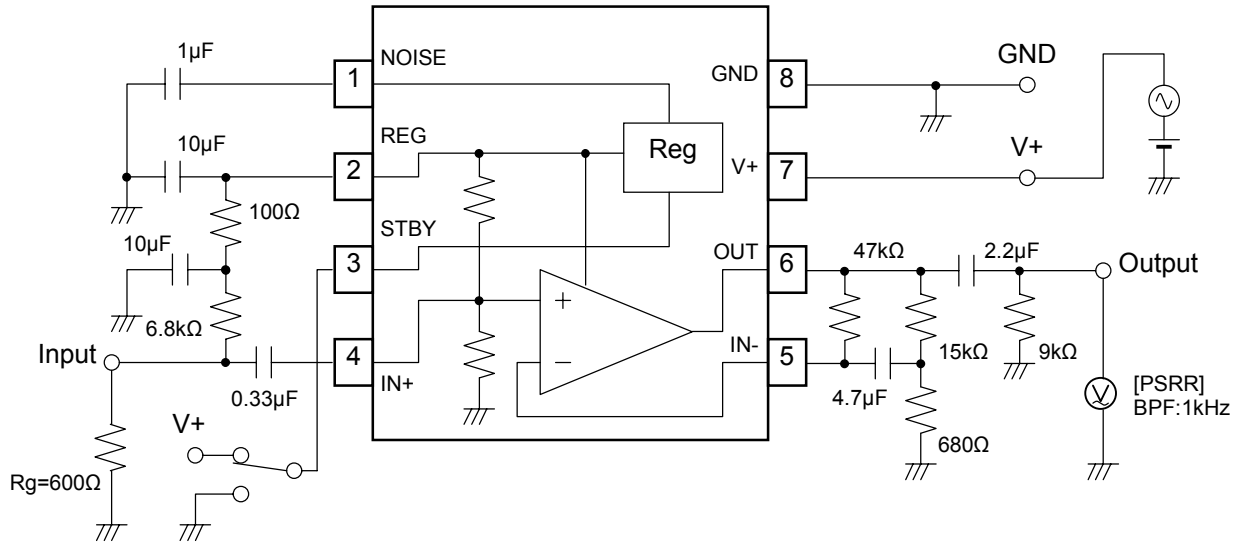 1µF
1
NOISE
10µF
2
REG
100Ω
10µF
3
STBY
6.8kΩ
Input
4
IN+
0.33µF
V+
Rg=600Ω
Reg
+
−
GND
8
GND
V+
7
V+
OUT
6
47kΩ
2.2µF
Output
IN-
5
15kΩ
9kΩ
4.7µF
680Ω
[PSRR]
BPF:1kHz
V